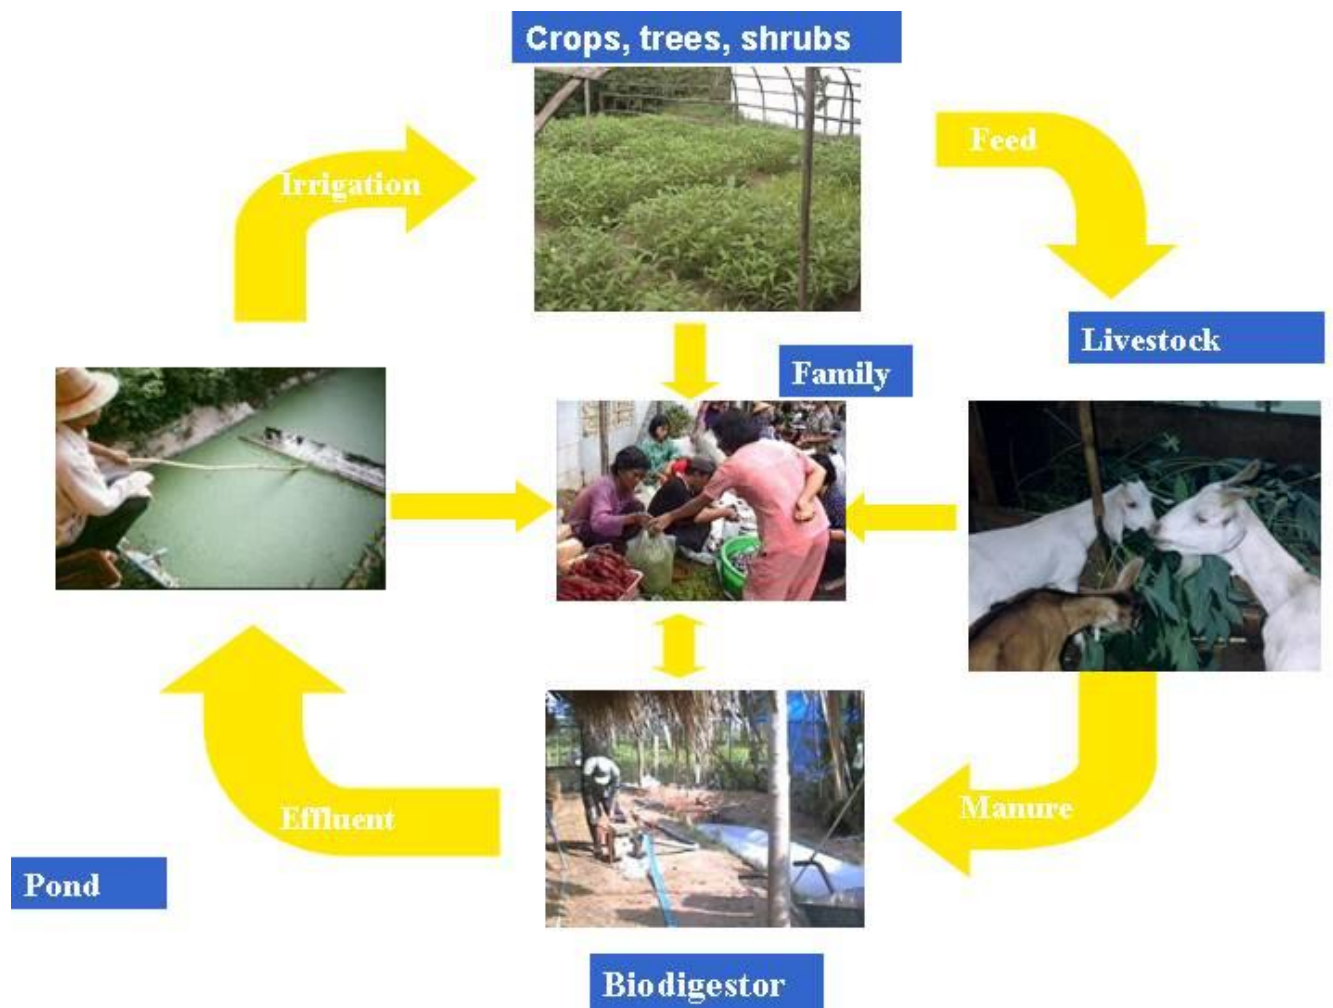 Crops, trees, shrubs
Feed
Irrigation
Livestock
Family
Effluent
Manure
Pond
Biodigestor